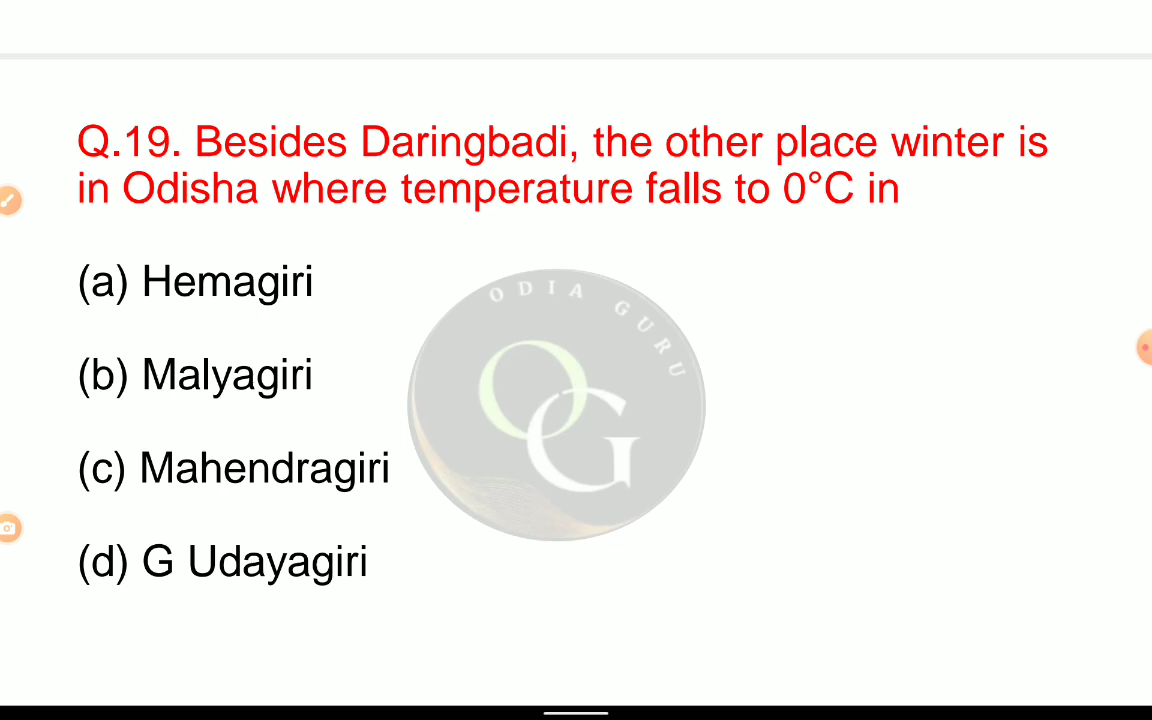 Q.19. Besides Daringbadi, the other place winter is
in Odisha where temperature falls to 0°C in
(a) Hemagiri
(b) Malyagiri
(c) Mahendragiri
(d) G Udayagiri
ODIA GURU
OG